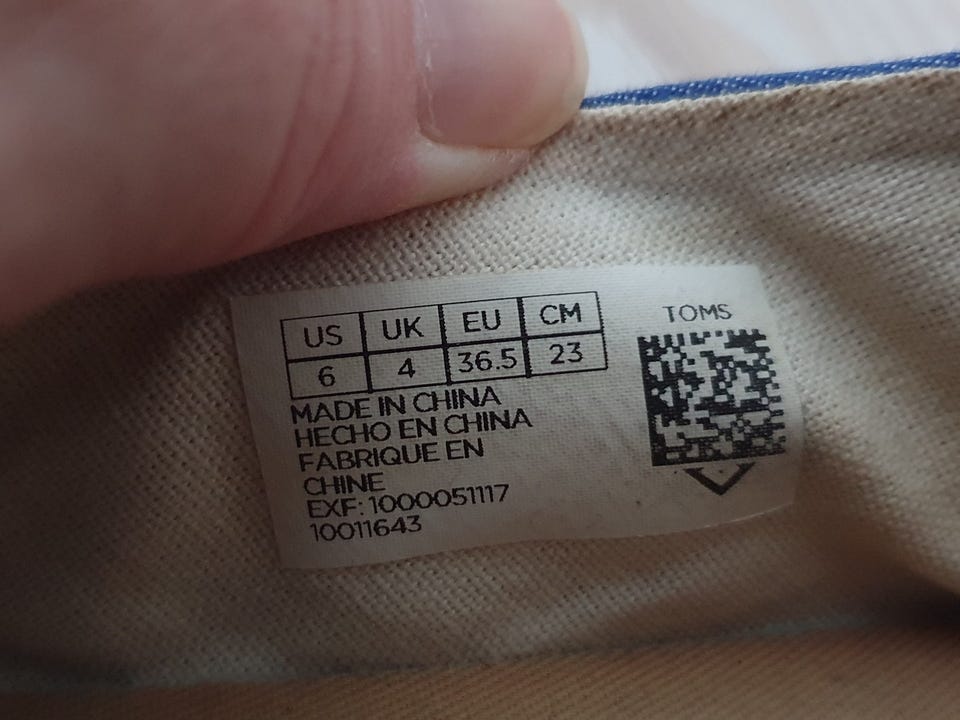 US UK EU CM
6 4 36.5 23
MADE IN CHINA
HECHO EN CHINA
FABRIQUE EN
CHINE
EXF: 1000051117
10011643
TOMS